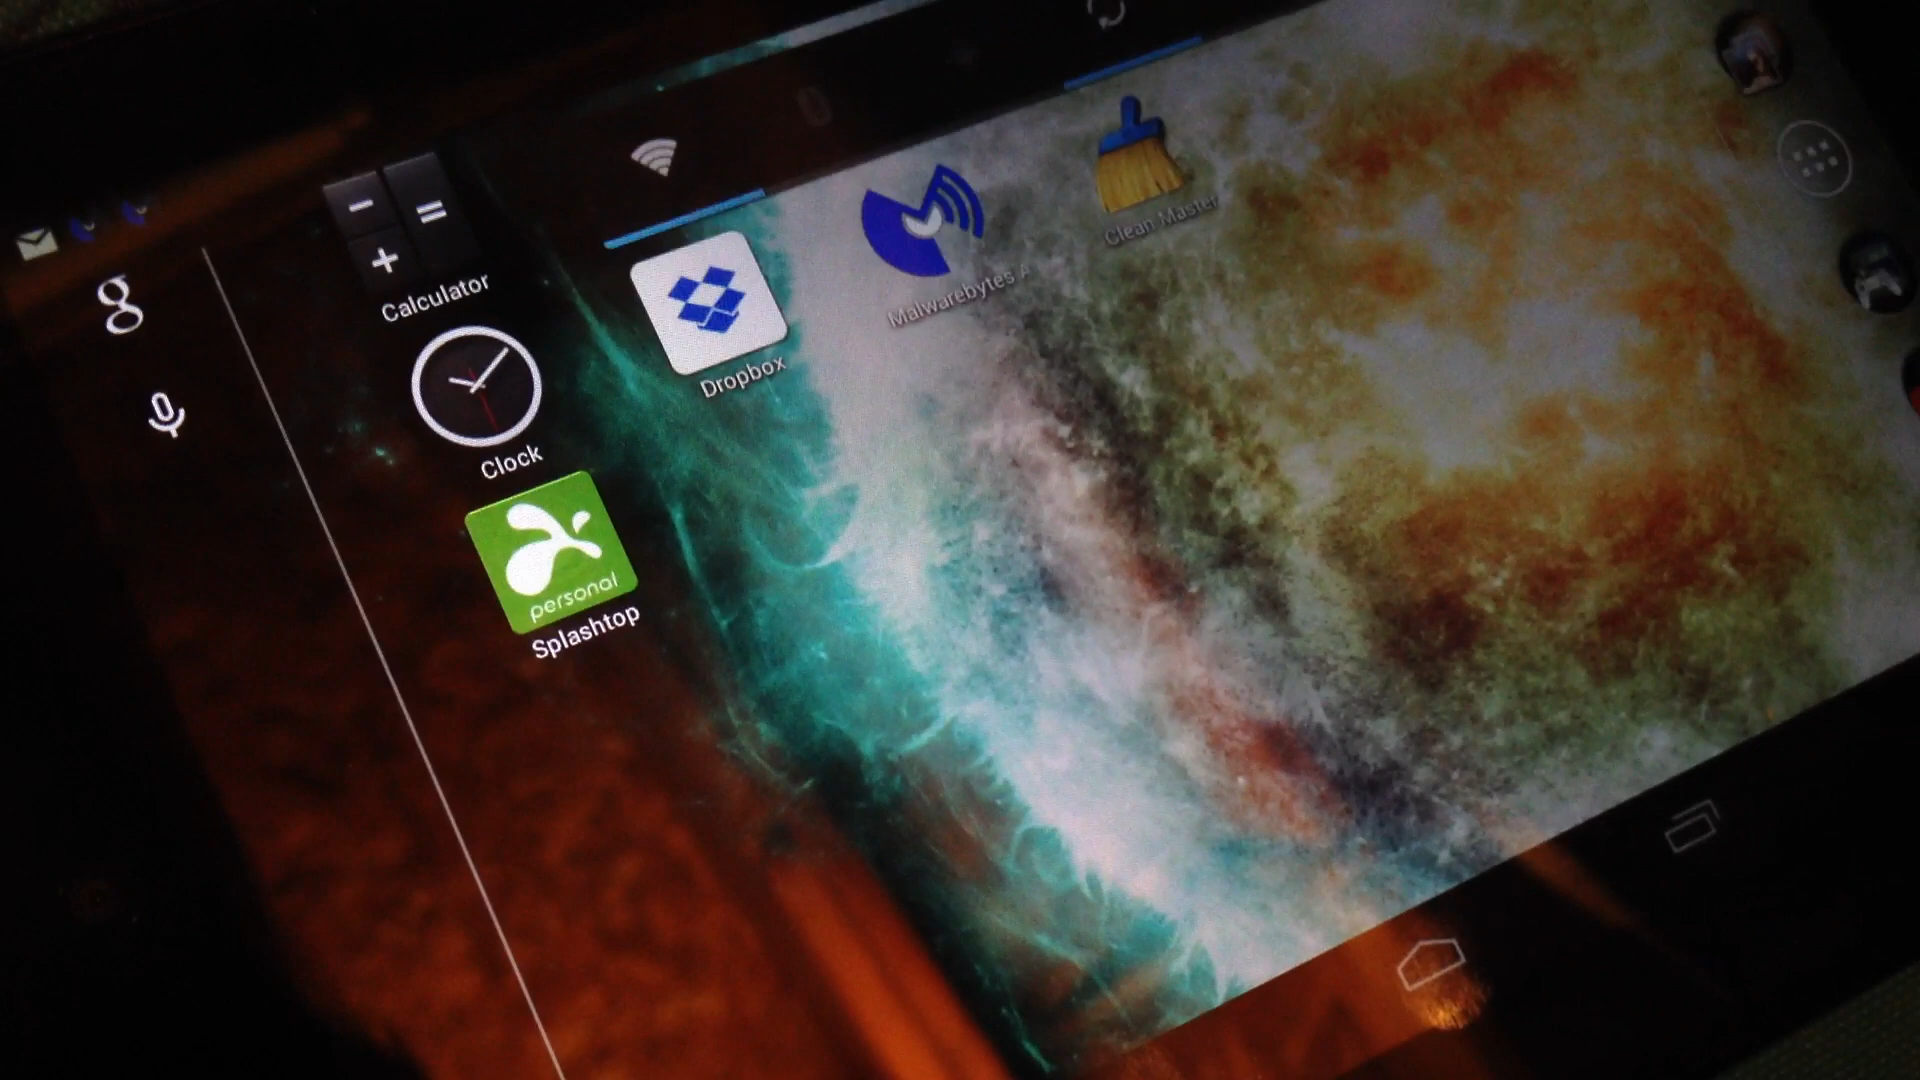 g
Calculator
Clock
personal
Splashtop
Dropbox
Malwarebytes A
Clean Master